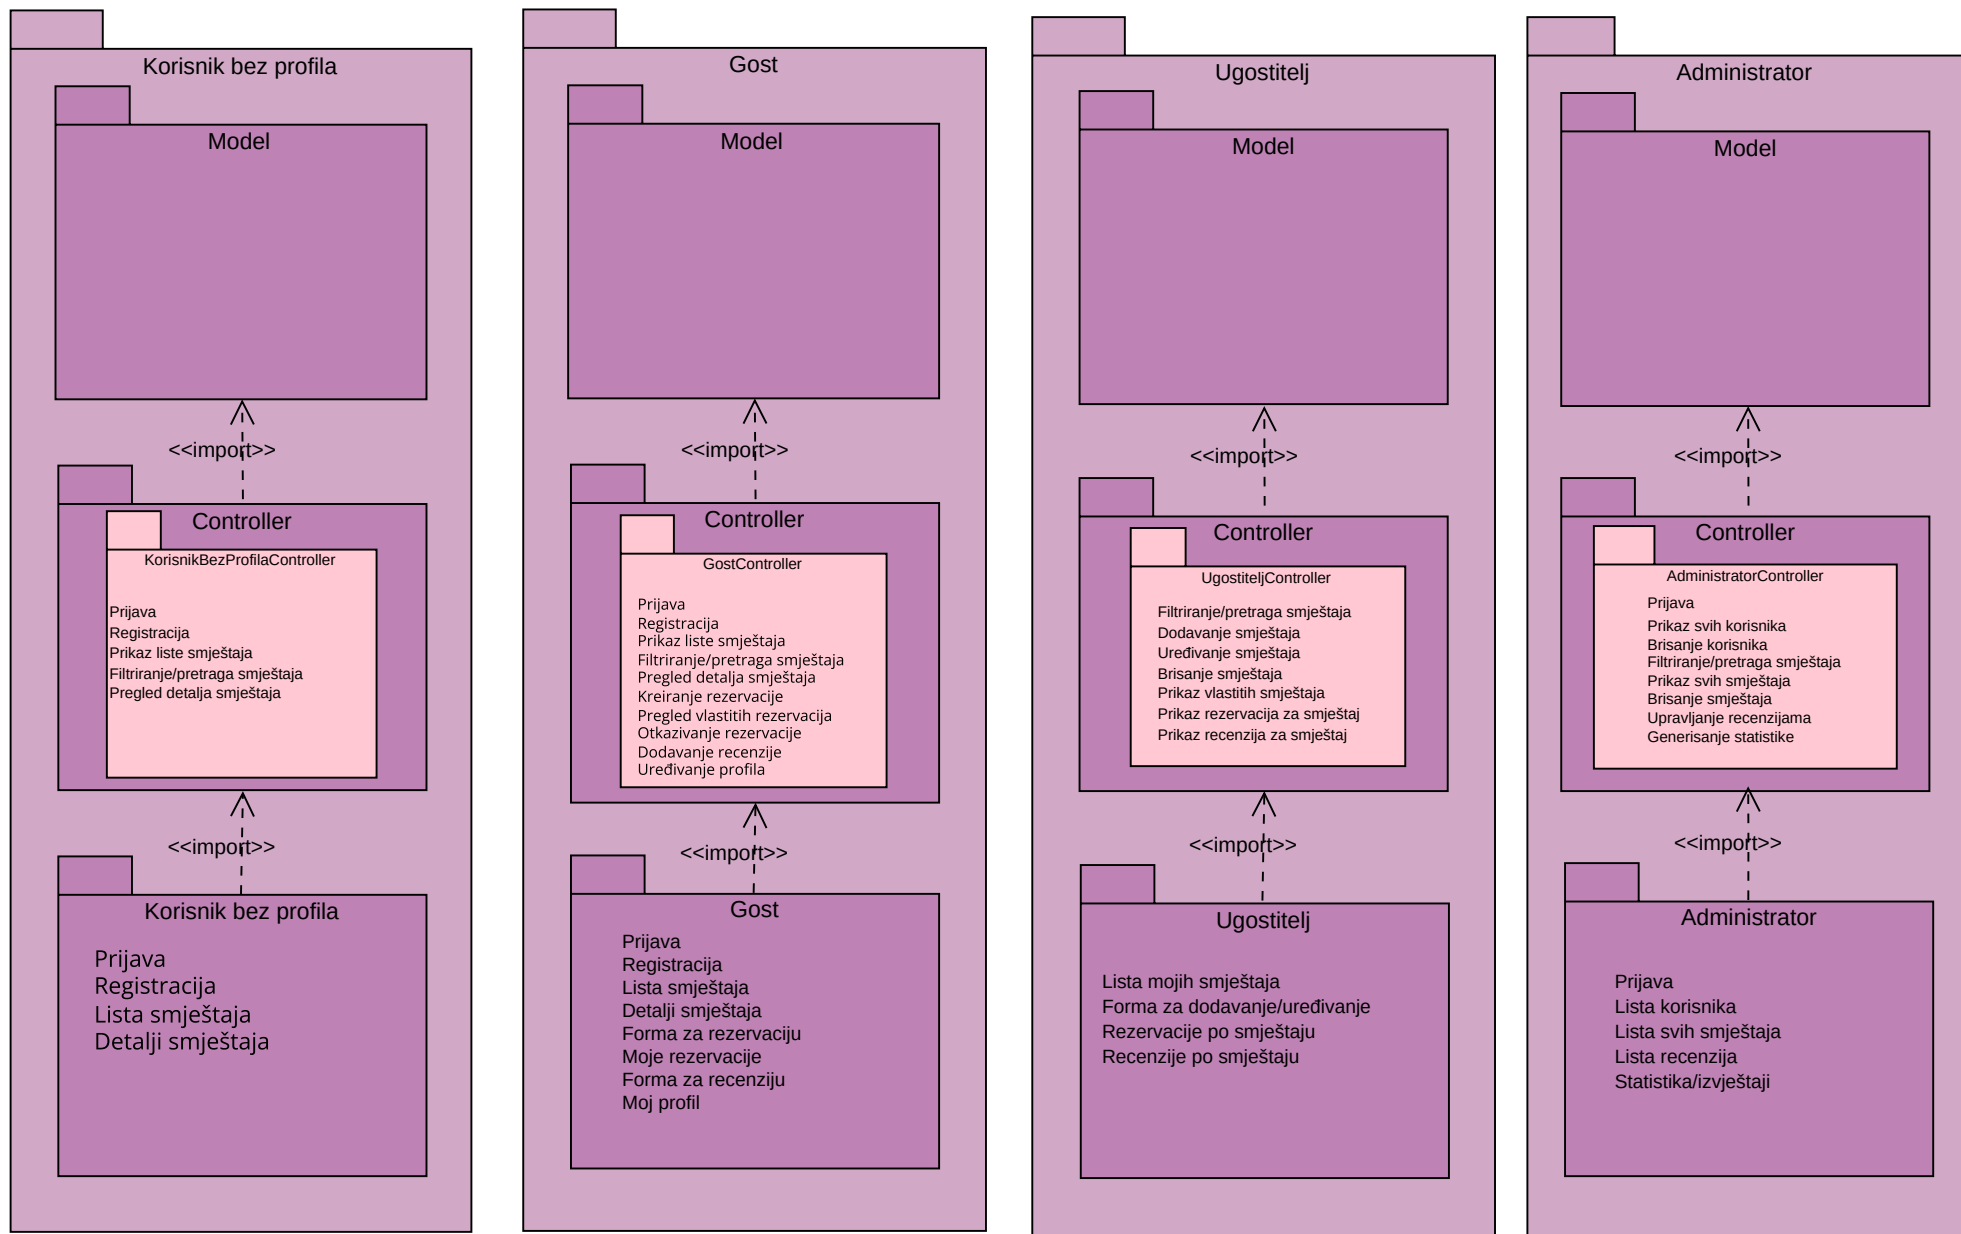 Korisnik bez profila
Model
<<import>>
Controller
KorisnikBezProfilaController
Prijava
Registracija
Prikaz liste smještaja
Filtriranje/pretraga smještaja
Pregled detalja smještaja
<<import>>
Korisnik bez profila
Prijava
Registracija
Lista smještaja
Detalji smještaja
Gost
Model
<<import>>
Controller
GostController
Prijava
Registracija
Prikaz liste smještaja
Filtriranje/pretraga smještaja
Pregled detalja smještaja
Kreiranje rezervacije
Pregled vlastitih rezervacija
Otkazivanje rezervacije
Dodavanje recenzije
Uređivanje profila
<<import>>
Gost
Prijava
Registracija
Lista smještaja
Detalji smještaja
Forma za rezervaciju
Moje rezervacije
Forma za recenziju
Moj profil
Ugostitelj
Model
<<import>>
Controller
UgostiteljController
Filtriranje/pretraga smještaja
Dodavanje smještaja
Uređivanje smještaja
Brisanje smještaja
Prikaz vlastitih smještaja
Prikaz rezervacija za smještaj
Prikaz recenzija za smještaj
<<import>>
Ugostitelj
Lista mojih smještaja
Forma za dodavanje/uređivanje
Rezervacije po smještaju
Recenzije po smještaju
Administrator
Model
<<import>>
Controller
AdministratorController
Prijava
Prikaz svih korisnika
Brisanje korisnika
Filtriranje/pretraga smještaja
Prikaz svih smještaja
Brisanje smještaja
Upravljanje recenzijama
Generisanje statistike
<<import>>
Administrator
Prijava
Lista korisnika
Lista svih smještaja
Lista recenzija
Statistika/izvještaji